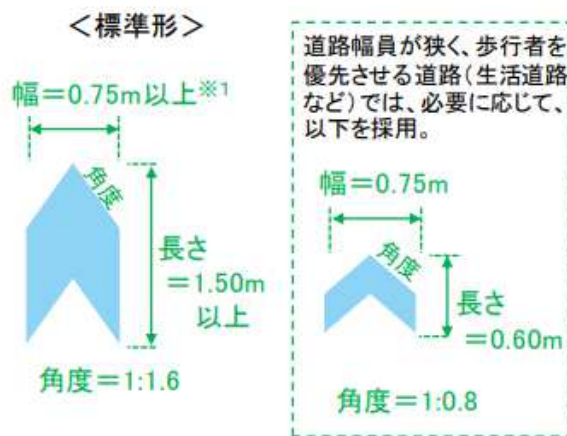 ＜標準形＞
幅＝0.75m以上※1
角度
長さ
＝1.50m
以上
角度＝1:1.6
道路幅員が狭く、歩行者を
優先させる道路（生活道路
など）では、必要に応じて、
以下を採用。
幅＝0.75m
角度
長さ
＝0.60m
角度＝1:0.8